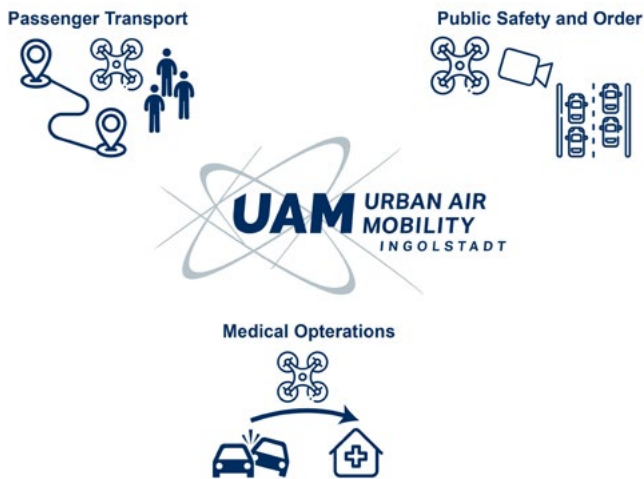 Passenger Transport
Public Safety and Order
UAM URBAN AIR
MOBILITY
INGOLSTADT
Medical Opterations